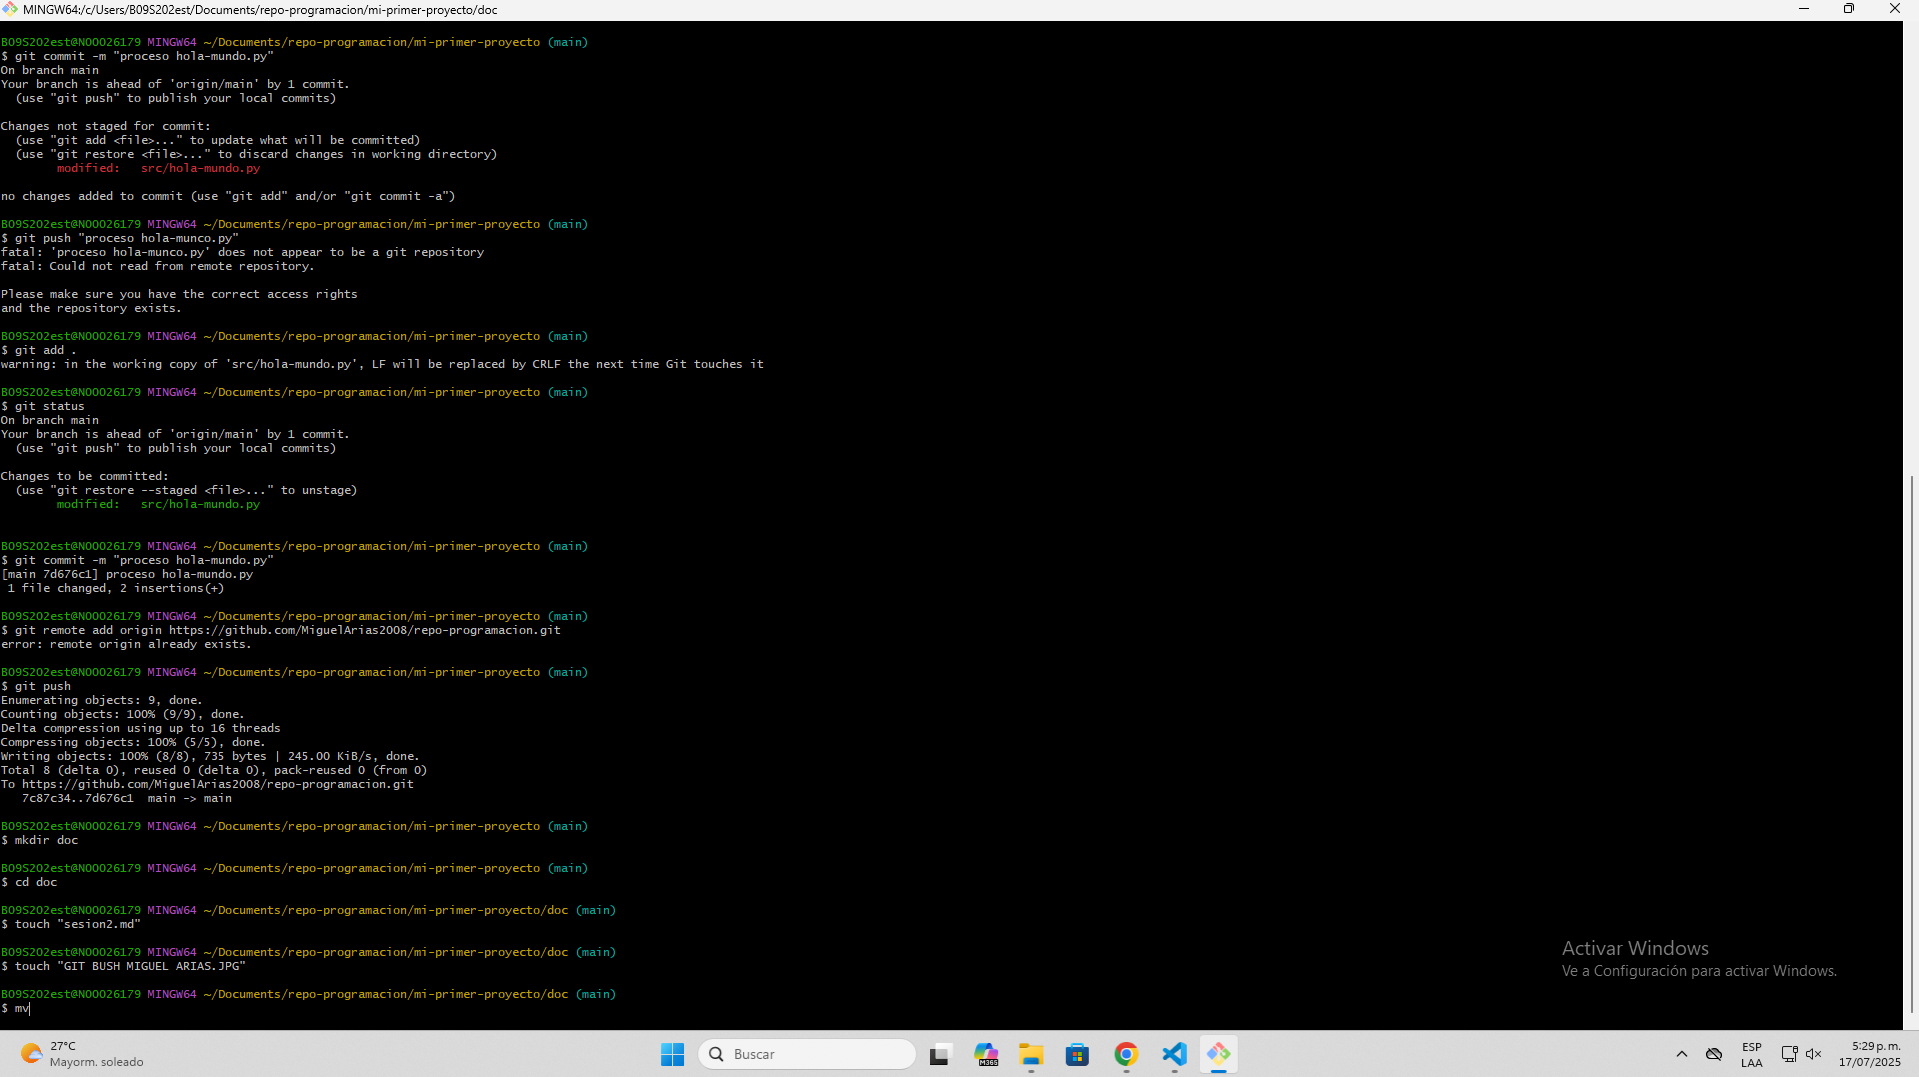 MINGW64:/c/Users/B09S202est/Documents/repo-programacion/mi-primer-proyecto/doc
B09S202est@N00026179 MINGW64 ~/Documents/repo-programacion/mi-primer-proyecto (main)
$ git commit -m "proceso hola-mundo.py"
On branch main
Your branch is ahead of 'origin/main' by 1 commit.
  (use "git push" to publish your local commits)
Changes not staged for commit:
  (use "git add <file>..." to update what will be committed)
  (use "git restore <file>..." to discard changes in working directory)
        modified:   src/hola-mundo.py
no changes added to commit (use "git add" and/or "git commit -a")
B09S202est@N00026179 MINGW64 ~/Documents/repo-programacion/mi-primer-proyecto (main)
$ git push "proceso hola-munco.py"
fatal: 'proceso hola-munco.py' does not appear to be a git repository
fatal: Could not read from remote repository.
Please make sure you have the correct access rights
and the repository exists.
B09S202est@N00026179 MINGW64 ~/Documents/repo-programacion/mi-primer-proyecto (main)
$ git add .
warning: in the working copy of 'src/hola-mundo.py', LF will be replaced by CRLF the next time Git touches it
B09S202est@N00026179 MINGW64 ~/Documents/repo-programacion/mi-primer-proyecto (main)
$ git status
On branch main
Your branch is ahead of 'origin/main' by 1 commit.
  (use "git push" to publish your local commits)
Changes to be committed:
  (use "git restore --staged <file>..." to unstage)
        modified:   src/hola-mundo.py
B09S202est@N00026179 MINGW64 ~/Documents/repo-programacion/mi-primer-proyecto (main)
$ git commit -m "proceso hola-mundo.py"
[main 7d676c1] proceso hola-mundo.py
 1 file changed, 2 insertions(+)
B09S202est@N00026179 MINGW64 ~/Documents/repo-programacion/mi-primer-proyecto (main)
$ git remote add origin https://github.com/MiguelArias2008/repo-programacion.git
error: remote origin already exists.
B09S202est@N00026179 MINGW64 ~/Documents/repo-programacion/mi-primer-proyecto (main)
$ git push
Enumerating objects: 9, done.
Counting objects: 100% (9/9), done.
Delta compression using up to 16 threads
Compressing objects: 100% (5/5), done.
Writing objects: 100% (8/8), 735 bytes | 245.00 KiB/s, done.
Total 8 (delta 0), reused 0 (delta 0), pack-reused 0 (from 0)
To https://github.com/MiguelArias2008/repo-programacion.git
   7c87c34..7d676c1  main -> main
B09S202est@N00026179 MINGW64 ~/Documents/repo-programacion/mi-primer-proyecto (main)
$ mkdir doc
B09S202est@N00026179 MINGW64 ~/Documents/repo-programacion/mi-primer-proyecto (main)
$ cd doc
B09S202est@N00026179 MINGW64 ~/Documents/repo-programacion/mi-primer-proyecto/doc (main)
$ touch "sesion2.md"
B09S202est@N00026179 MINGW64 ~/Documents/repo-programacion/mi-primer-proyecto/doc (main)
$ touch "GIT BUSH MIGUEL ARIAS.JPG"
B09S202est@N00026179 MINGW64 ~/Documents/repo-programacion/mi-primer-proyecto/doc (main)
$ mv
Activar Windows
Ve a Configuración para activar Windows.
27°C
Mayorm. soleado
Buscar
M365
ESP
LAA
5:29 p. m.
17/07/2025